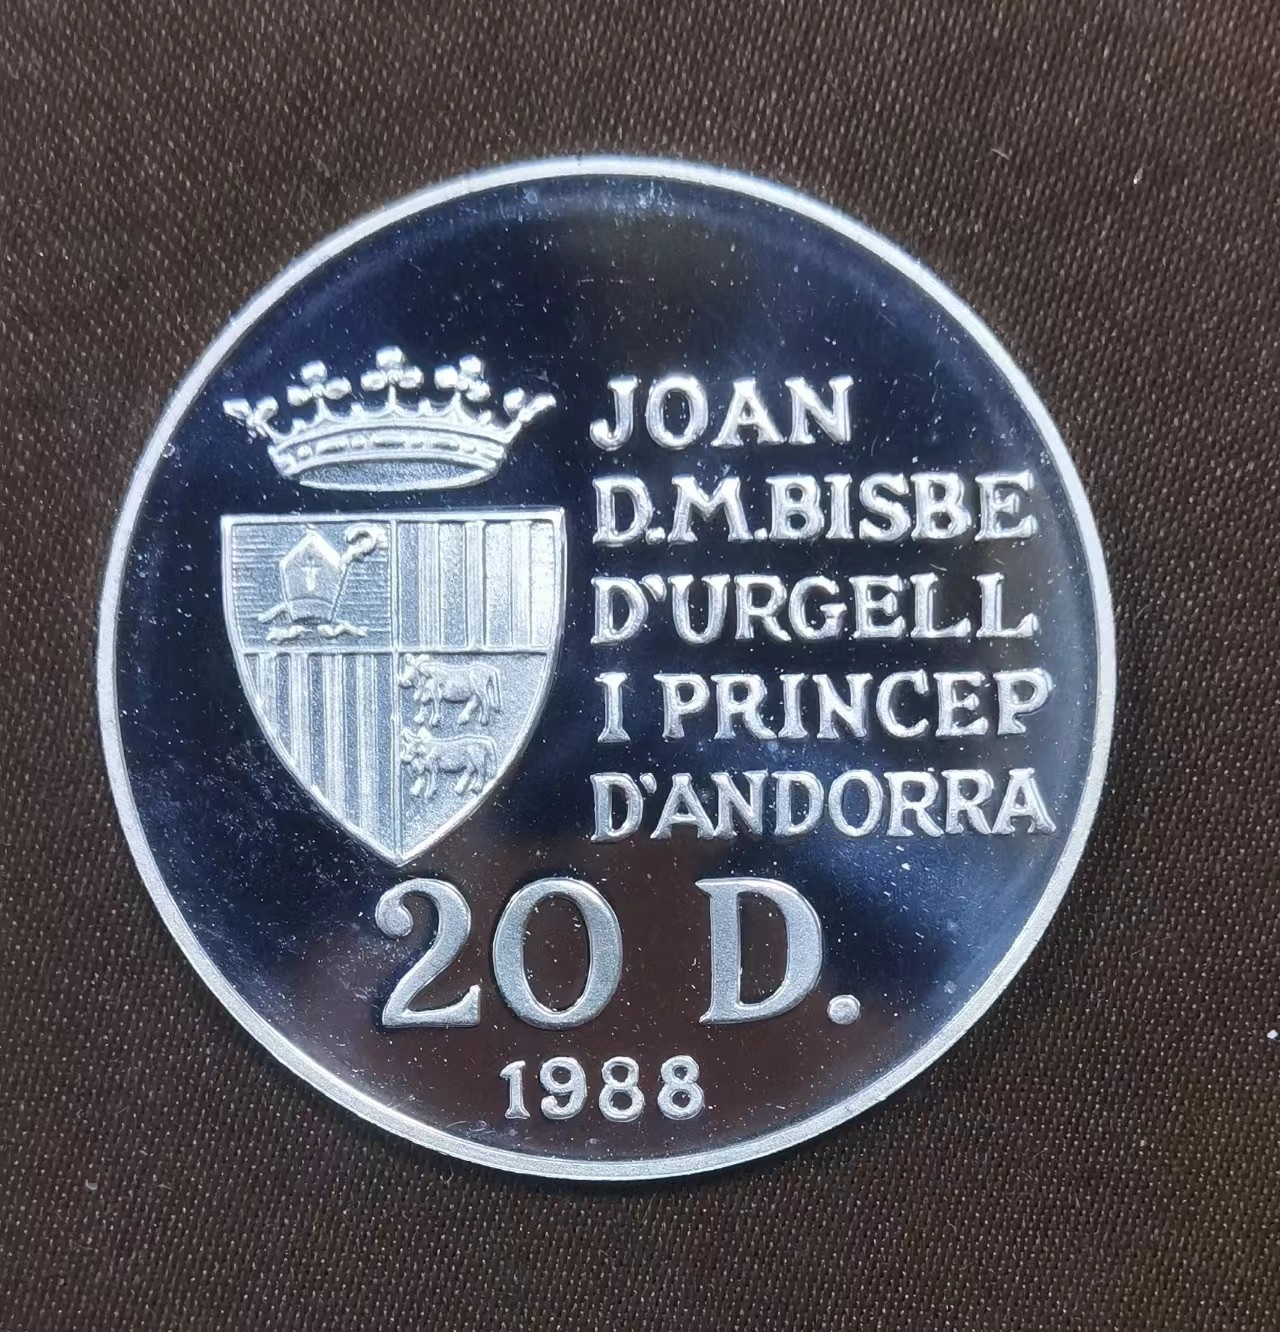 JOAN
D.M.BISBE
D'URGELL
I PRINCEP
D'ANDORRA
20 D.
1988